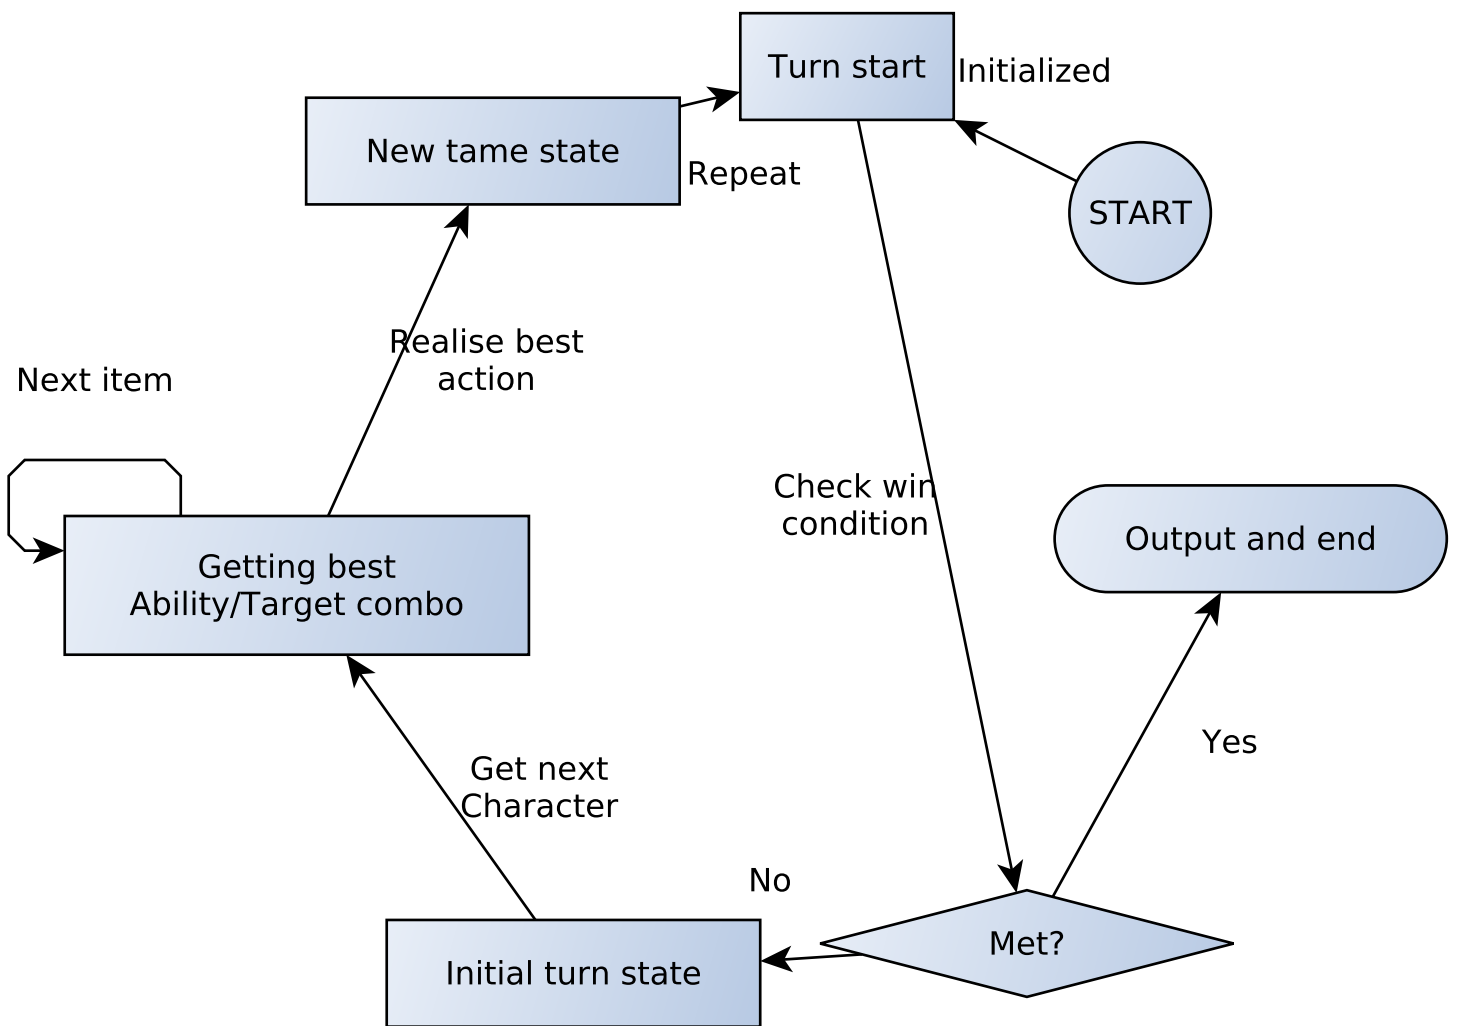 Turn start
Initialized
New tame state
Repeat
START
Realise best
action
Next item
Check win
condition
Output and end
Getting best
Ability/Target combo
Yes
Get next
Character
No
Met?
Initial turn state